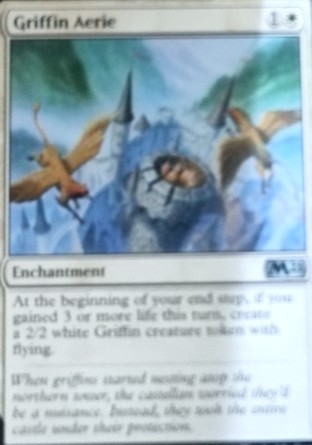 Griffin Aerie 1
Enchantment M21
At the beginning of your end step, if you
gained 3 or more life this turn, create
a 2/2 white Griffin creature token with
flying.
When griffins started nesting atop the
northern tower, the castellan worried they'd
be a nuisance. Instead, they took the entire
castle under their protection.